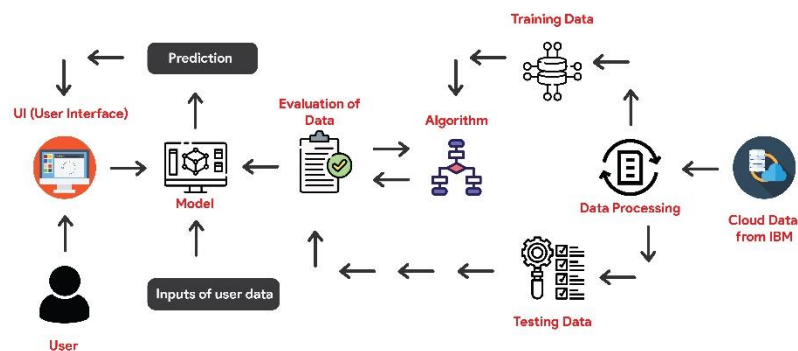 Training Data
Prediction
UI (User Interface)
Evaluation of
Data
Algorithm
Model
Data Processing
Cloud Data
from IBM
Inputs of user data
User
Testing Data